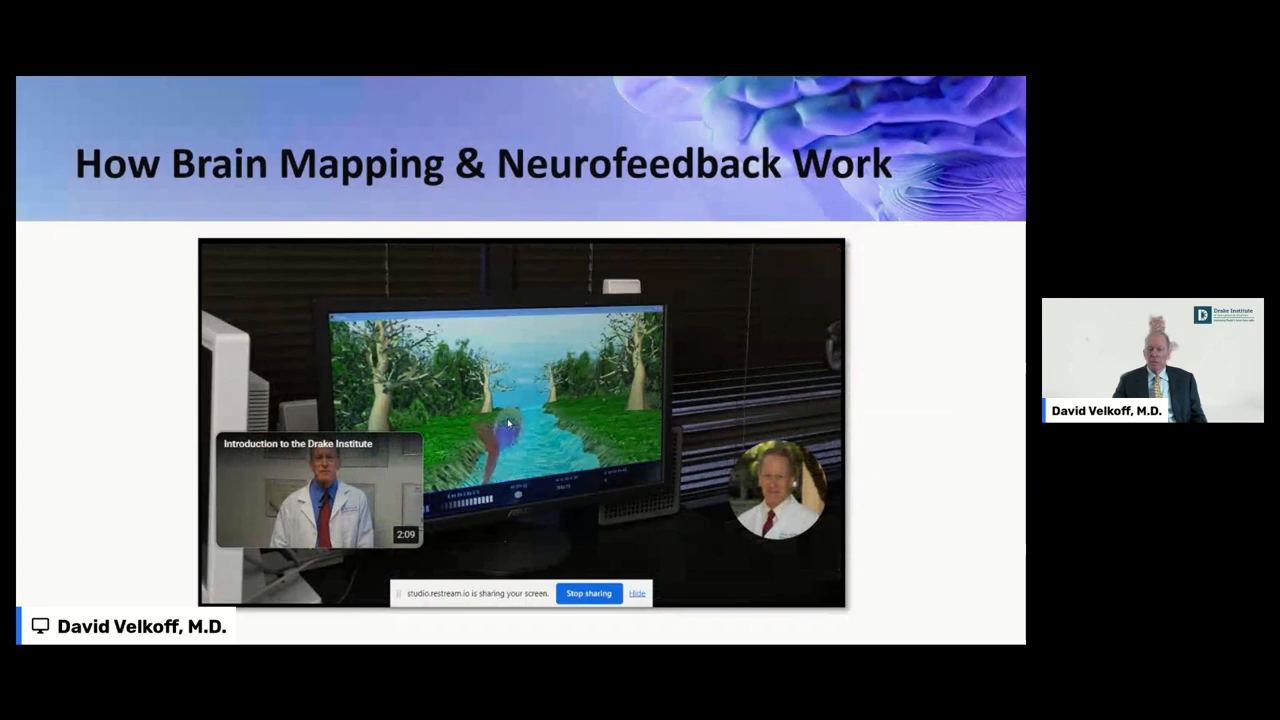 How Brain Mapping & Neurofeedback Work
Introduction to the Drake Institute
2:09
Inhibit
studio.restream.io is sharing your screen.
Stop sharing
Hide
David Velkoff, M.D.
Drake Institute
David Velkoff, M.D.